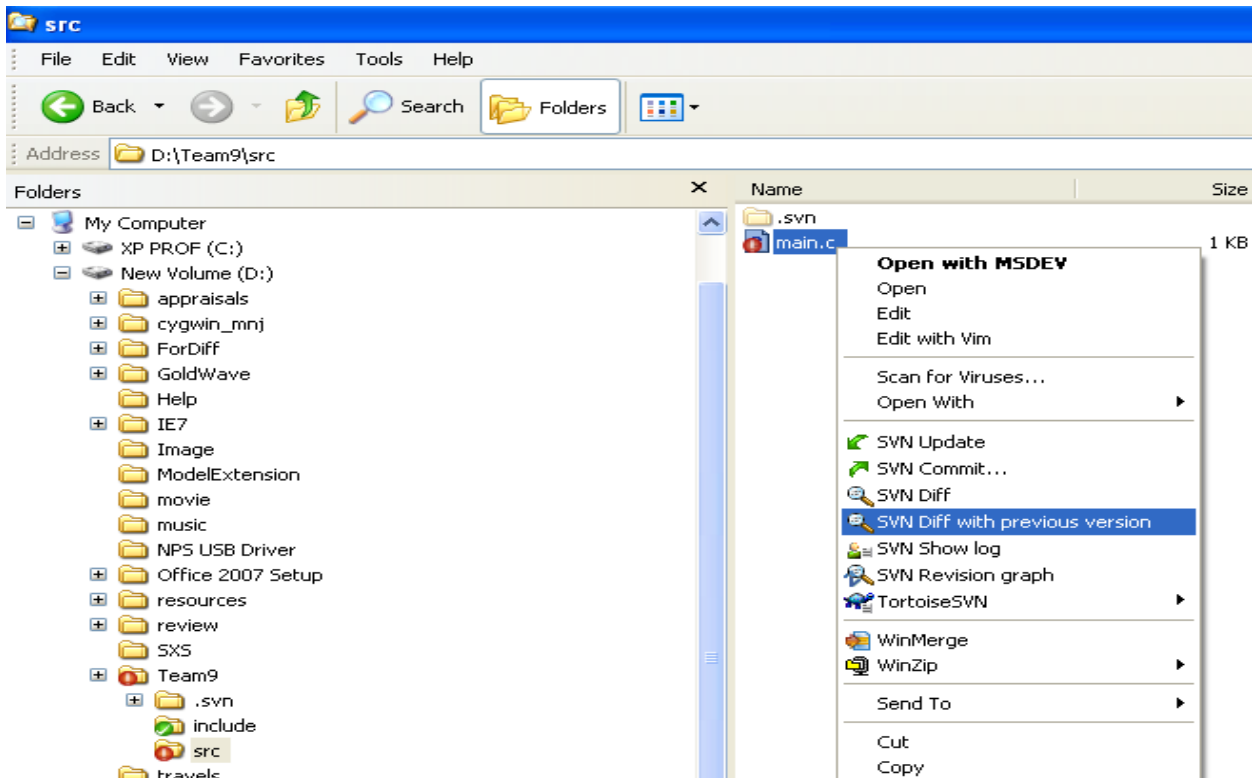 src
File Edit View Favorites Tools Help
Back Search Folders
Address D:\Team9\src
Folders
My Computer
XP PROF (C:)
New Volume (D:)
appraisals
cygwin_mnj
ForDiff
GoldWave
Help
IE7
Image
ModelExtension
movie
music
NPS USB Driver
Office 2007 Setup
resources
review
SXS
Team9
.svn
include
src
travels
Name Size
.svn
main.c 1 KB
Open with MSDEV
Open
Edit
Edit with Vim
Scan for Viruses...
Open With
SVN Update
SVN Commit...
SVN Diff
SVN Diff with previous version
SVN Show log
SVN Revision graph
TortoiseSVN
WinMerge
WinZip
Send To
Cut
Copy